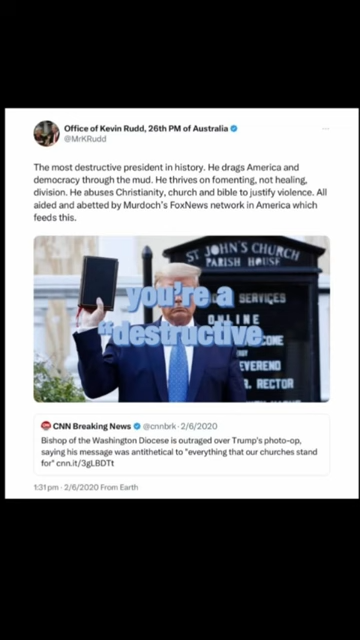 Office of Kevin Rudd, 26th PM of Australia
@MrKRudd
The most destructive president in history. He drags America and
democracy through the mud. He thrives on fomenting, not healing,
division. He abuses Christianity, church and bible to justify violence. All
aided and abetted by Murdoch's FoxNews network in America which
feeds this.
ST JOHN'S CHURCH
PARISH HOUSE
you're a
SERVICES
"destructive
EVEREND
RECTOR
CNN Breaking News @cnnbrk · 2/6/2020
Bishop of the Washington Diocese is outraged over Trump's photo-op,
saying his message was antithetical to "everything that our churches stand
for" cnn.it/3gLBDTt
1:31 pm · 2/6/2020 From Earth